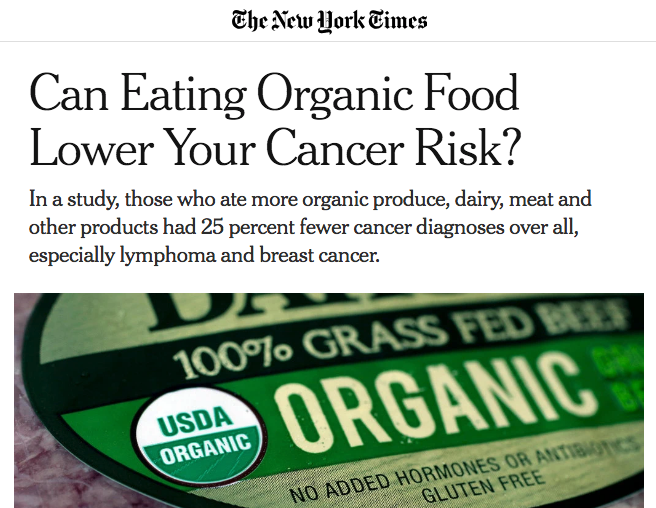 The New York Times
Can Eating Organic Food
Lower Your Cancer Risk?
In a study, those who ate more organic produce, dairy, meat and
other products had 25 percent fewer cancer diagnoses over all,
especially lymphoma and breast cancer.
100% GRASS FED BEEF
USDA
ORGANIC
ORGANIC
NO ADDED HORMONES OR ANTIBIOTICS
GLUTEN FREE